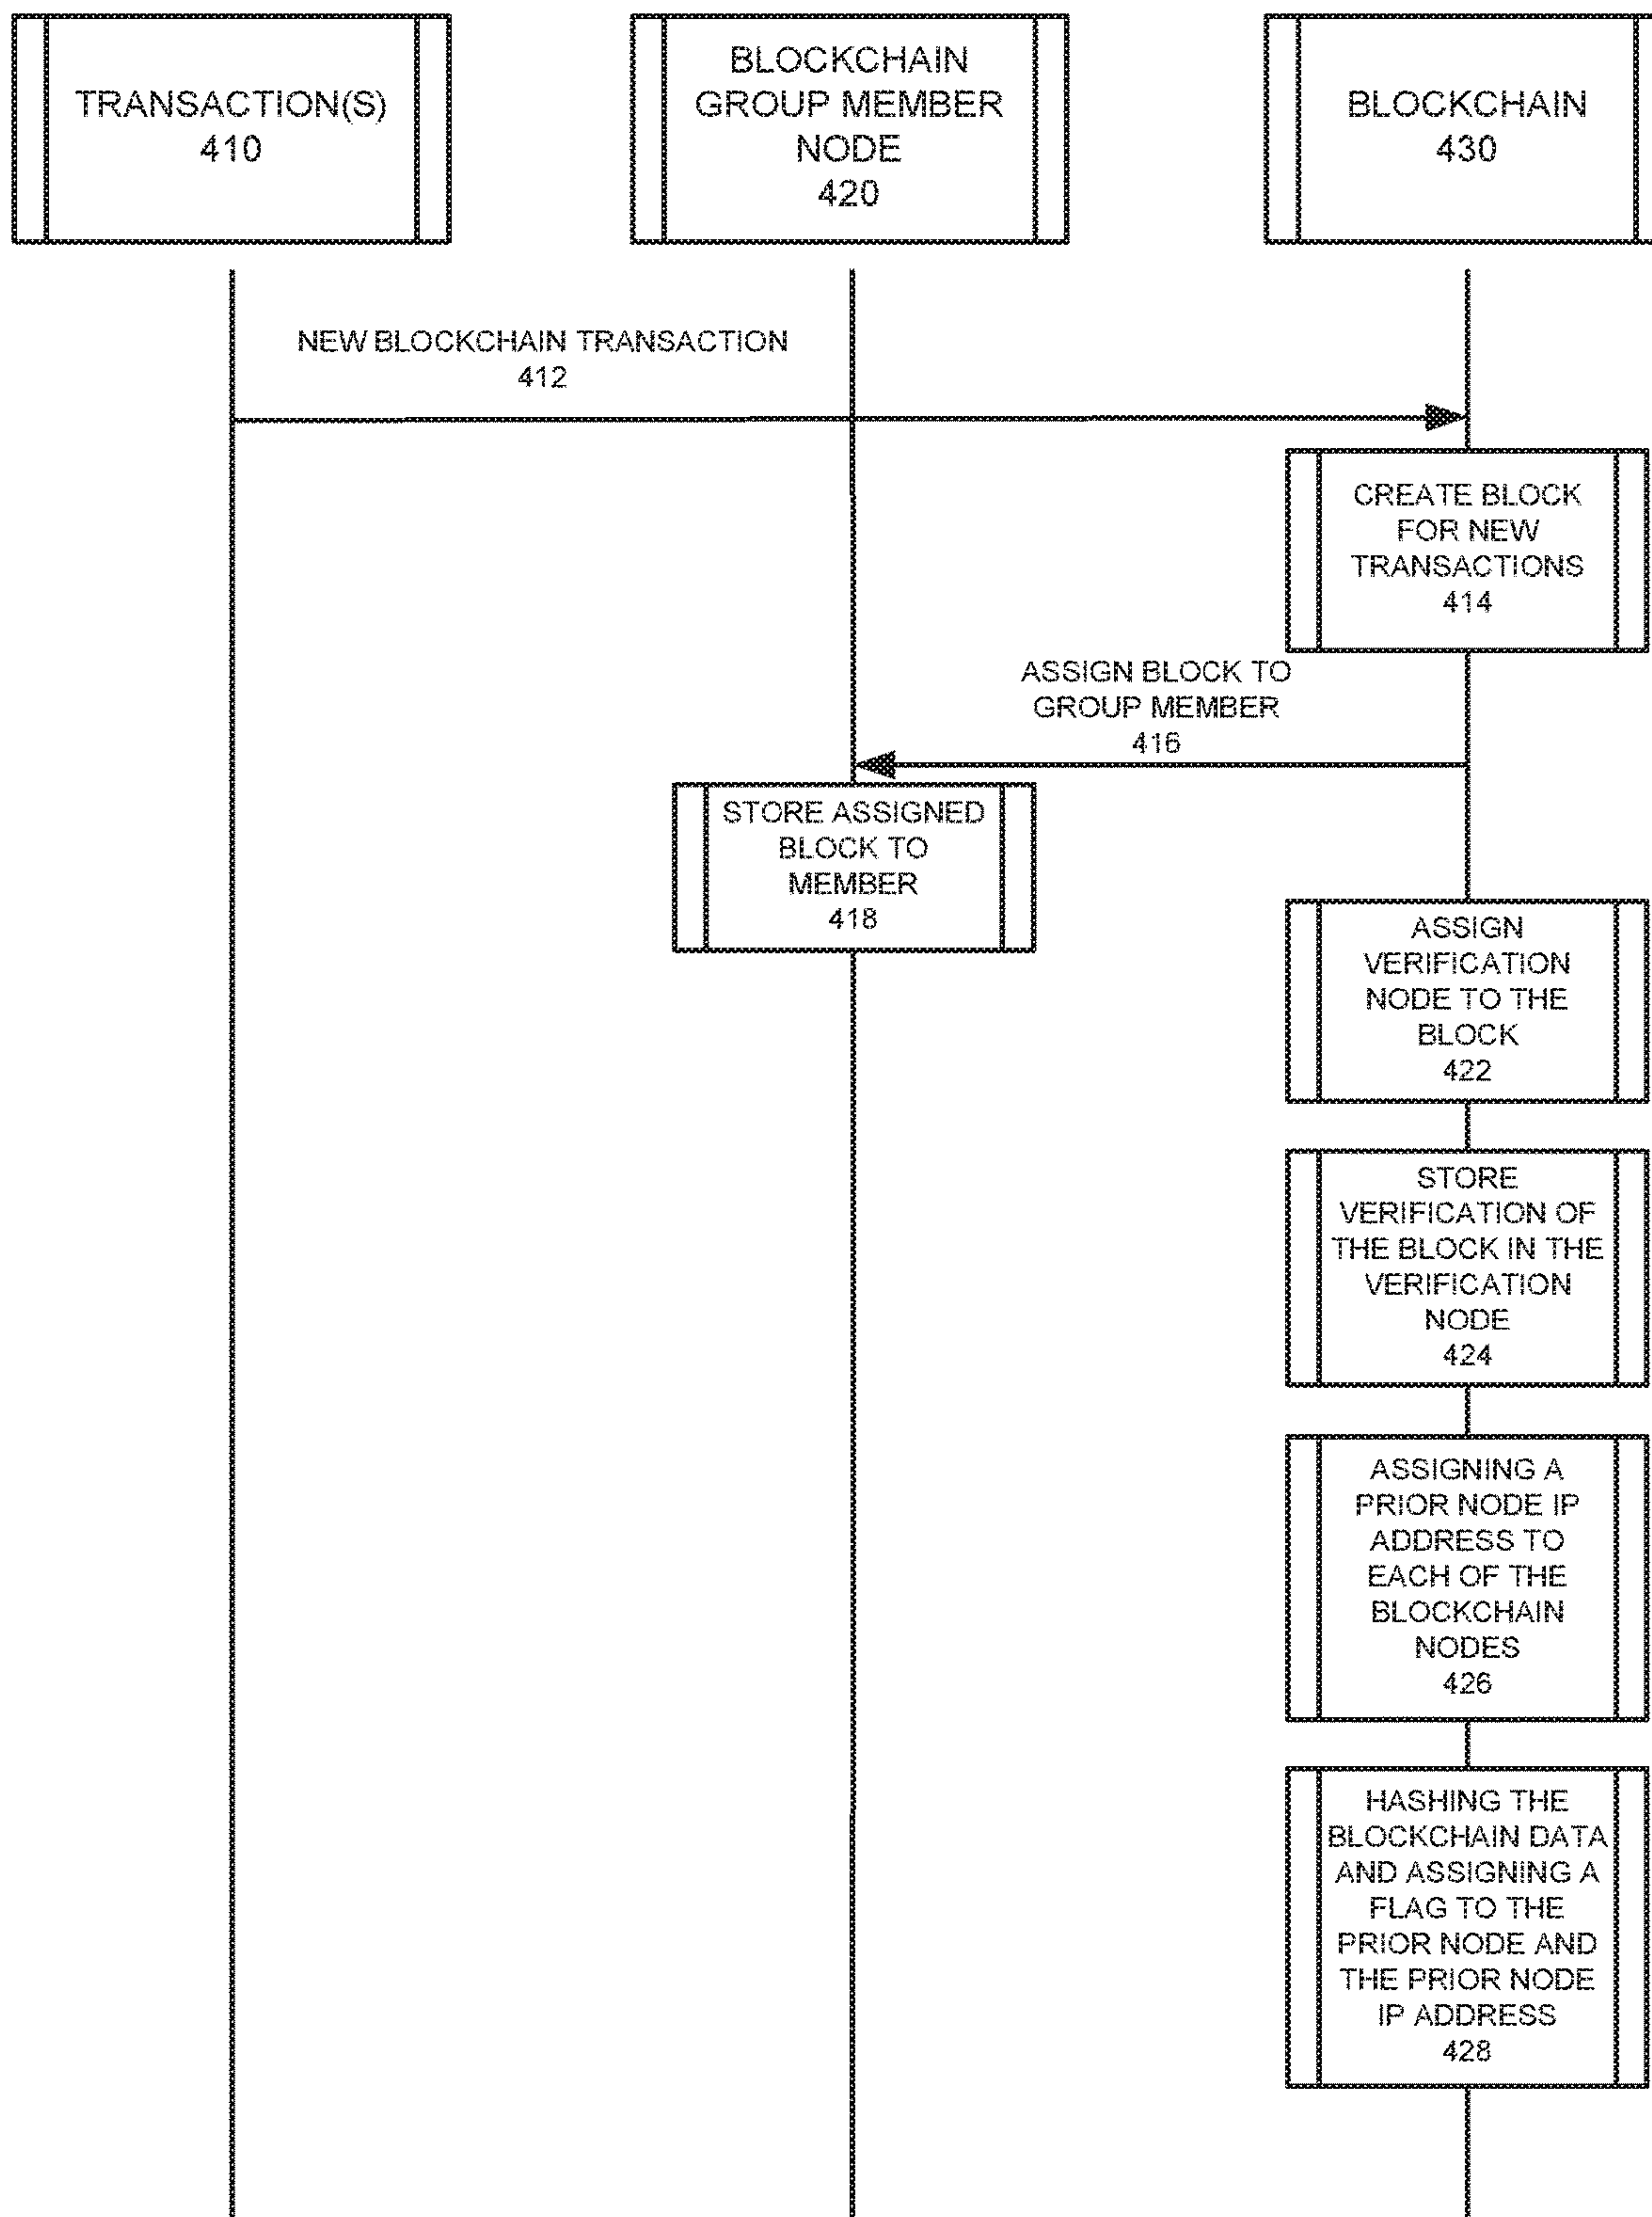 TRANSACTION(S)
410
BLOCKCHAIN
GROUP MEMBER
NODE
420
BLOCKCHAIN
430
NEW BLOCKCHAIN TRANSACTION
412
CREATE BLOCK
FOR NEW
TRANSACTIONS
414
ASSIGN BLOCK TO
GROUP MEMBER
416
STORE ASSIGNED
BLOCK TO
MEMBER
418
ASSIGN
VERIFICATION
NODE TO THE
BLOCK
422
STORE
VERIFICATION OF
THE BLOCK IN THE
VERIFICATION
NODE
424
ASSIGNING A
PRIOR NODE IP
ADDRESS TO
EACH OF THE
BLOCKCHAIN
NODES
426
HASHING THE
BLOCKCHAIN DATA
AND ASSIGNING A
FLAG TO THE
PRIOR NODE AND
THE PRIOR NODE
IP ADDRESS
428